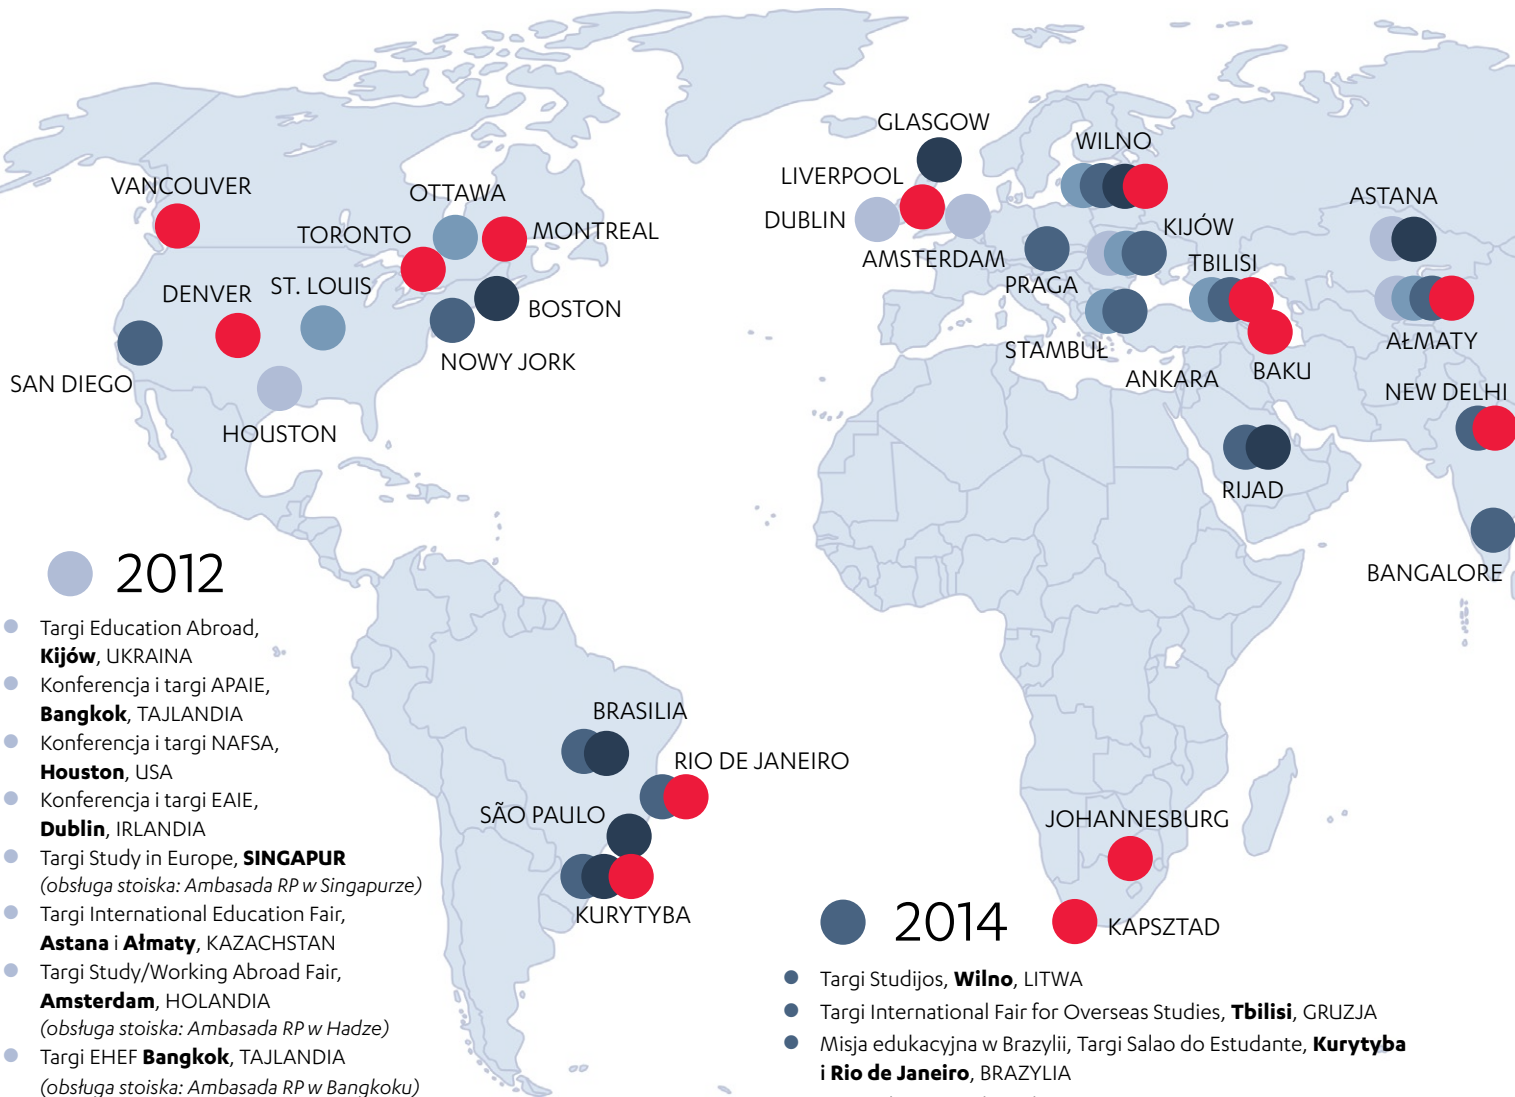 GLASGOW
WILNO
LIVERPOOL
VANCOUVER
OTTAWA
ASTANA
DUBLIN
TORONTO
MONTREAL
KIJÓW
AMSTERDAM
TBILISI
DENVER
ST. LOUIS
PRAGA
BOSTON
NOWY JORK
STAMBUŁ
AŁMATY
SAN DIEGO
ANKARA
BAKU
NEW DELHI
HOUSTON
RIJAD
BANGALORE
BRASILIA
RIO DE JANEIRO
SÃO PAULO
JOHANNESBURG
KURYTYBA
KAPSZTAD
2012
Targi Education Abroad,
Kijów, UKRAINA
Konferencja i targi APAIE,
Bangkok, TAJLANDIA
Konferencja i targi NAFSA,
Houston, USA
Konferencja i targi EAIE,
Dublin, IRLANDIA
Targi Study in Europe, SINGAPUR
(obsługa stoiska: Ambasada RP w Singapurze)
Targi International Education Fair,
Astana i Ałmaty, KAZACHSTAN
Targi Study/Working Abroad Fair,
Amsterdam, HOLANDIA
(obsługa stoiska: Ambasada RP w Hadze)
Targi EHEF Bangkok, TAJLANDIA
(obsługa stoiska: Ambasada RP w Bangkoku)
2014
Targi Studijos, Wilno, LITWA
Targi International Fair for Overseas Studies, Tbilisi, GRUZJA
Misja edukacyjna w Brazylii, Targi Salao do Estudante, Kurytyba
i Rio de Janeiro, BRAZYLIA